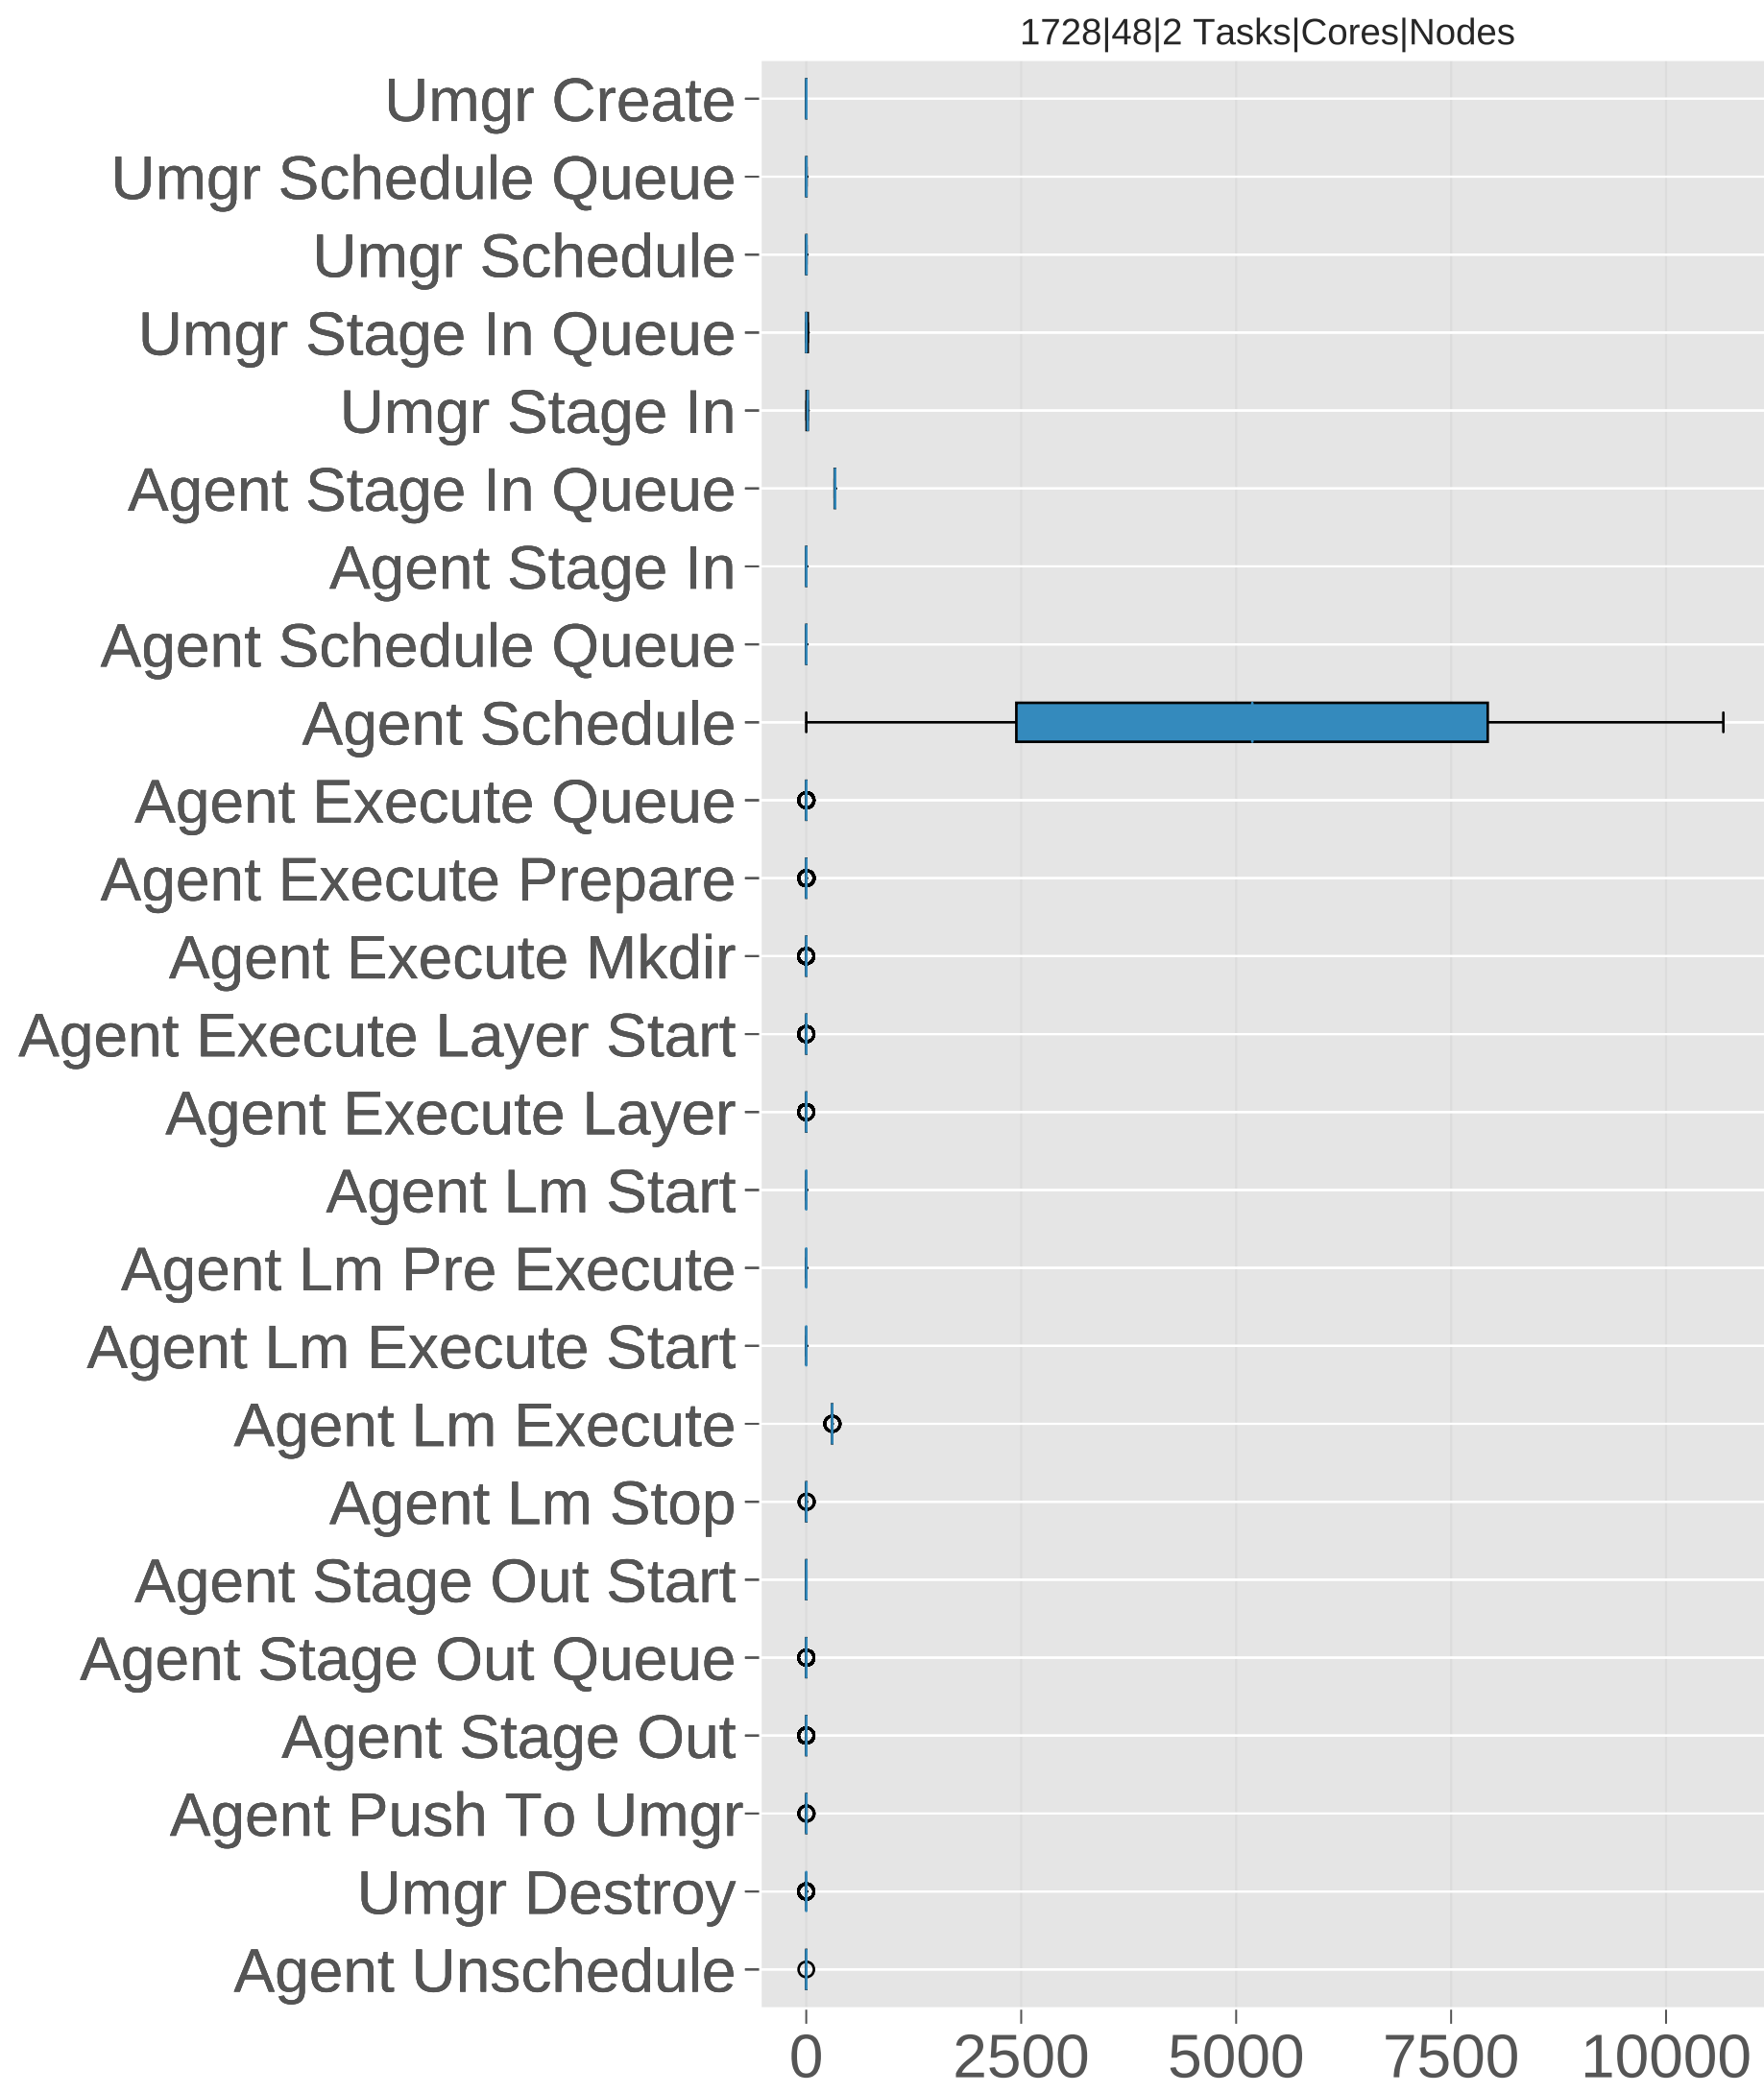 1728|48|2 Tasks|Cores|Nodes
Umgr Create
Umgr Schedule Queue
Umgr Schedule
Umgr Stage In Queue
Umgr Stage In
Agent Stage In Queue
Agent Stage In
Agent Schedule Queue
Agent Schedule
Agent Execute Queue
Agent Execute Prepare
Agent Execute Mkdir
Agent Execute Layer Start
Agent Execute Layer
Agent Lm Start
Agent Lm Pre Execute
Agent Lm Execute Start
Agent Lm Execute
Agent Lm Stop
Agent Stage Out Start
Agent Stage Out Queue
Agent Stage Out
Agent Push To Umgr
Umgr Destroy
Agent Unschedule
0 2500 5000 7500 10000